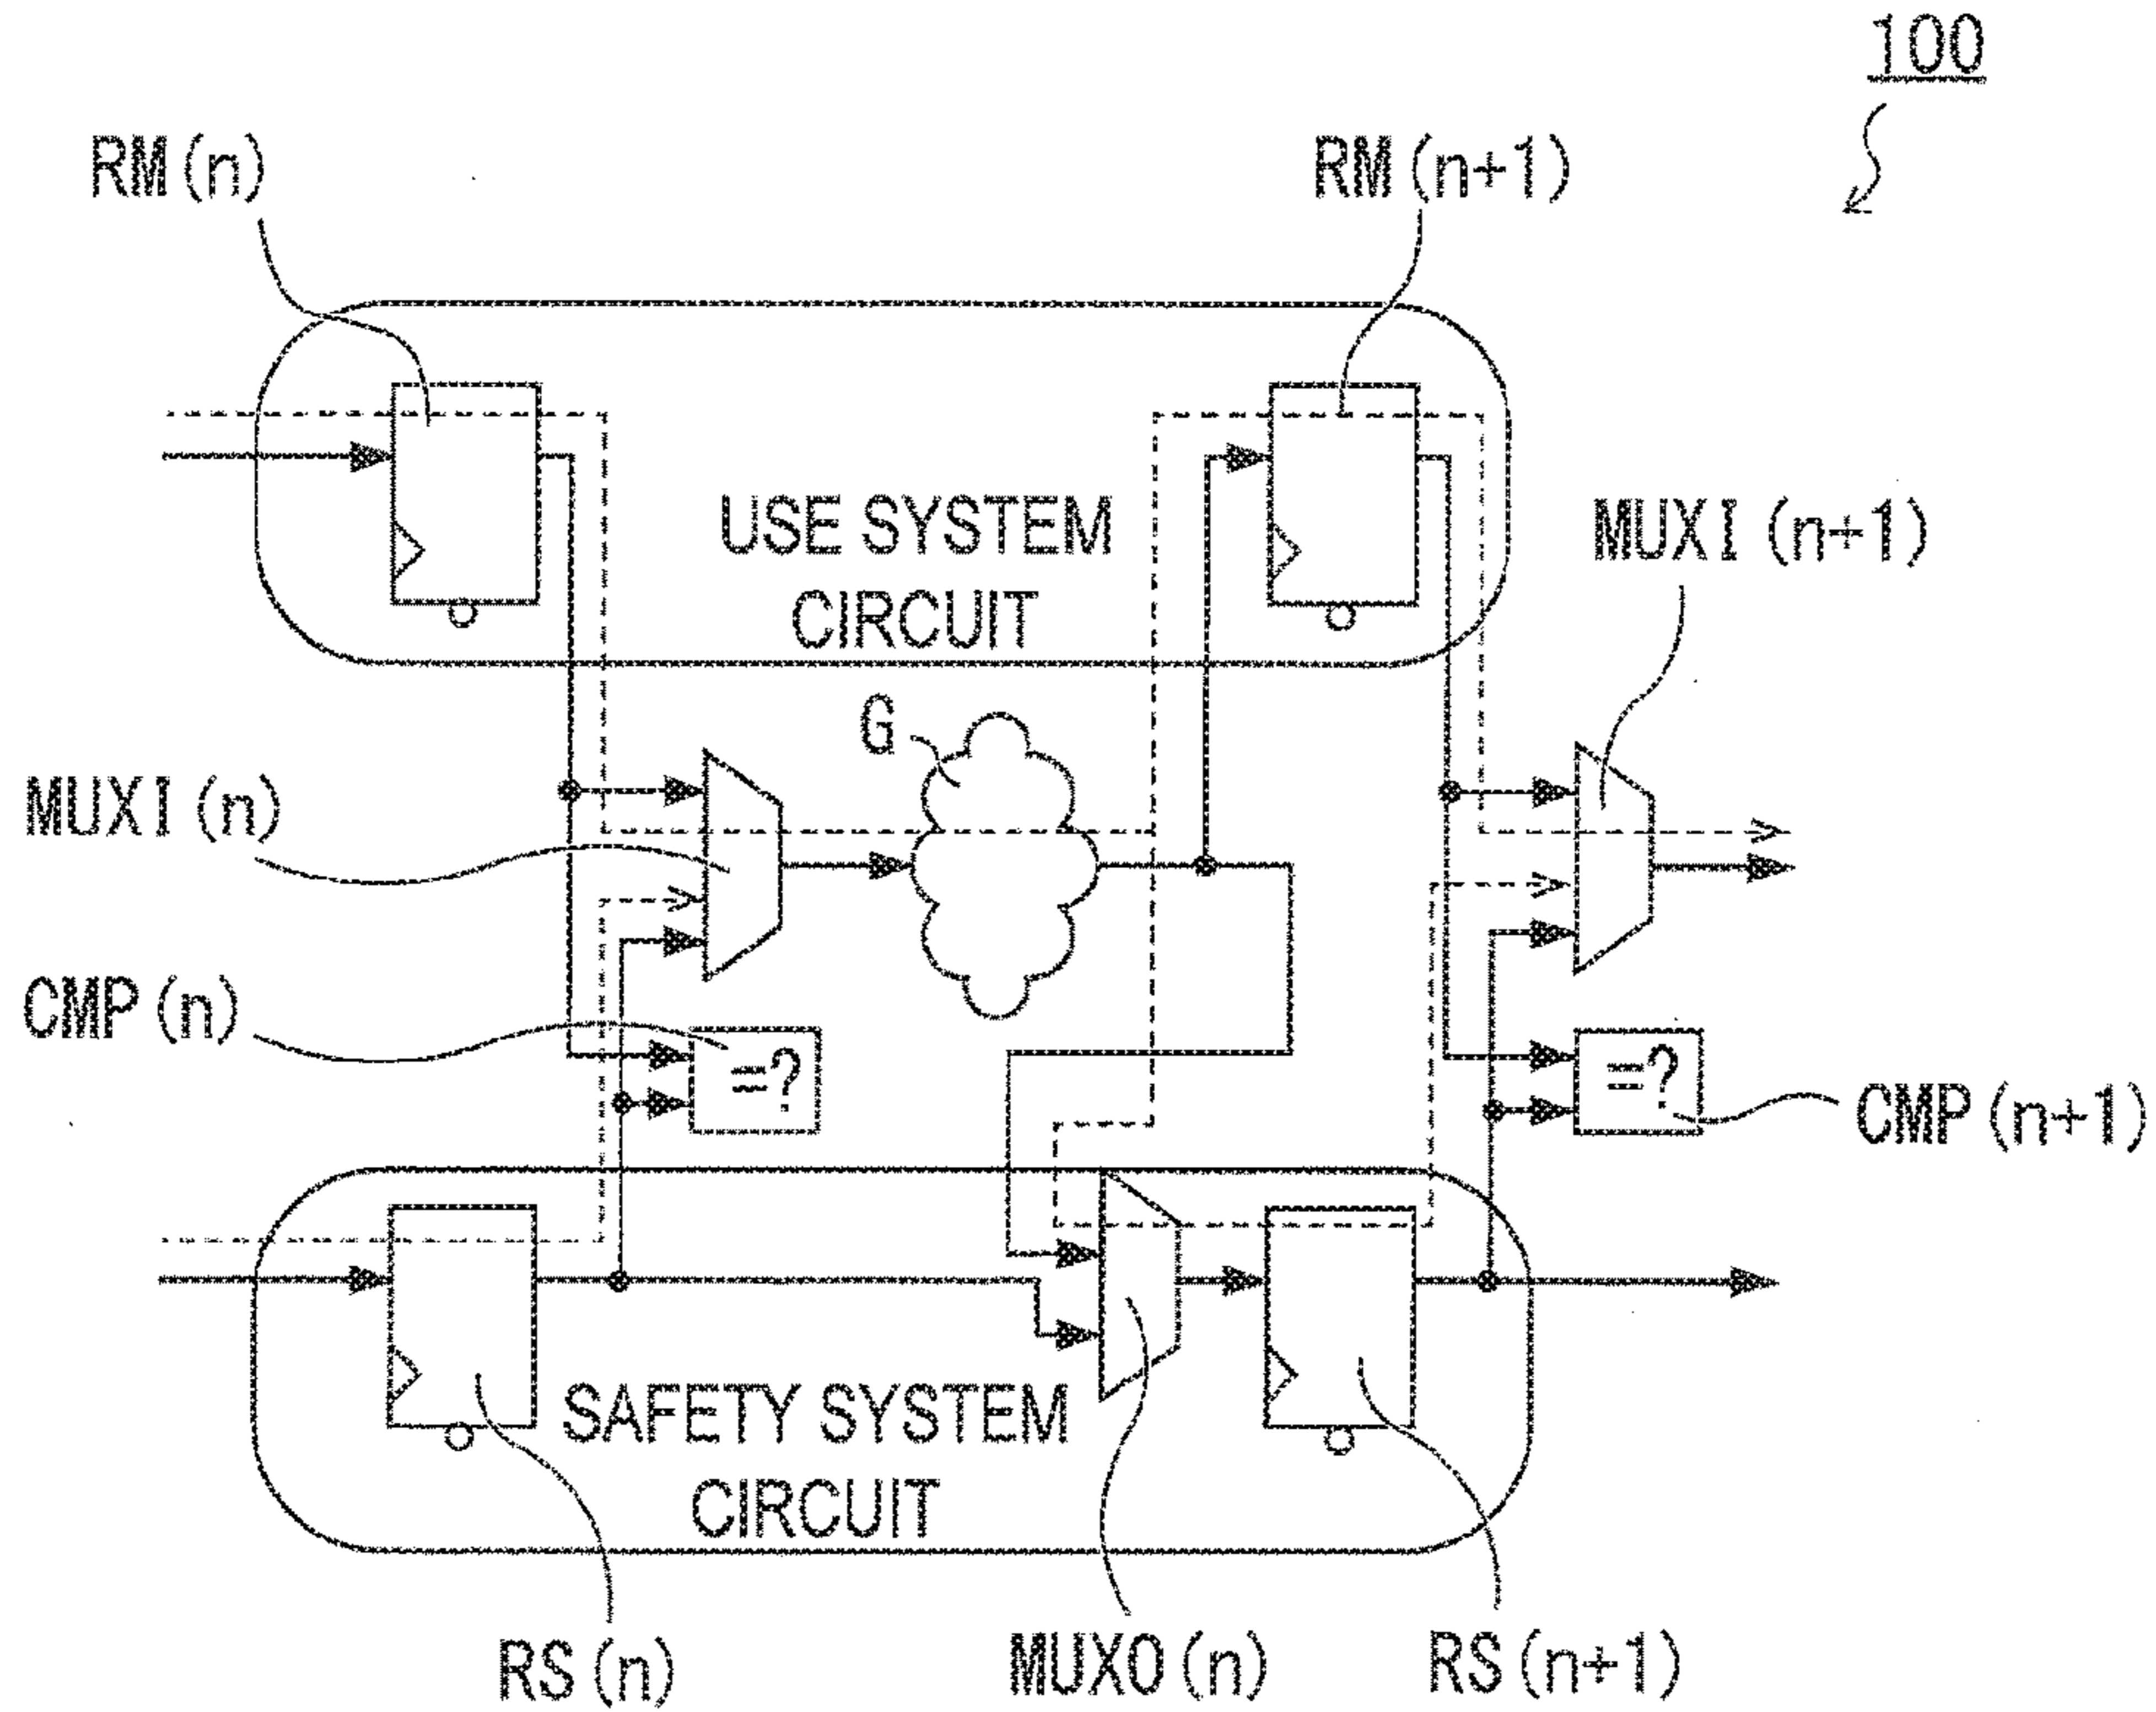 100
RM(n)
RM(n+1)
USE SYSTEM
CIRCUIT
MUXI(n+1)
G
MUXI(n)
CMP(n)
=?
=?
CMP(n+1)
SAFETY SYSTEM
CIRCUIT
RS(n)
MUXO(n)
RS(n+1)